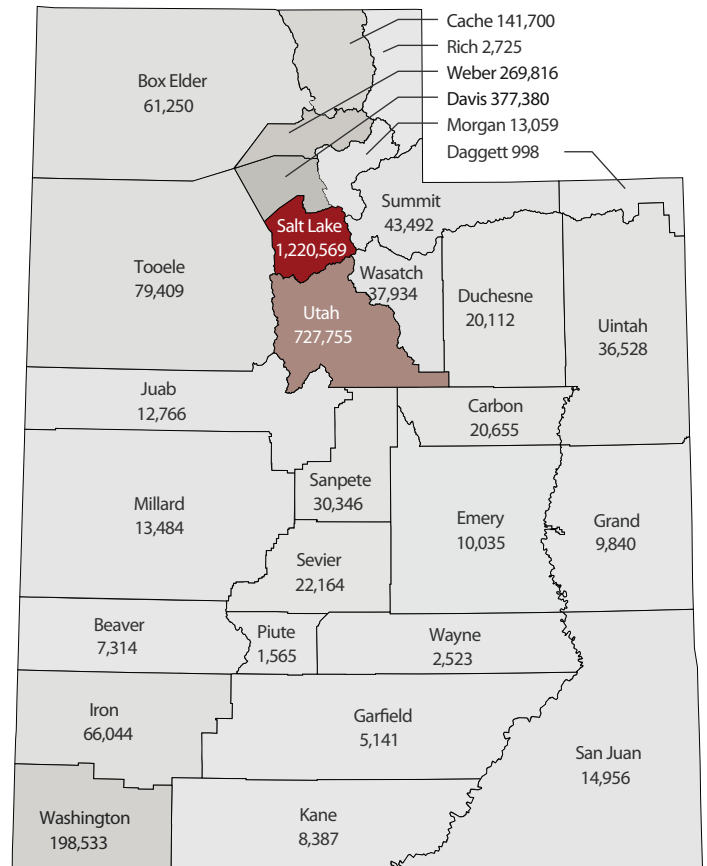 Cache 141,700
Rich 2,725
Weber 269,816
Davis 377,380
Morgan 13,059
Daggett 998
Box Elder
61,250
Summit
43,492
Salt Lake
1,220,569
Tooele
79,409
Wasatch
37,934
Duchesne
20,112
Uintah
36,528
Utah
727,755
Juab
12,766
Carbon
20,655
Sanpete
30,346
Millard
13,484
Emery
10,035
Grand
9,840
Sevier
22,164
Beaver
7,314
Piute
1,565
Wayne
2,523
Iron
66,044
Garfield
5,141
San Juan
14,956
Washington
198,533
Kane
8,387